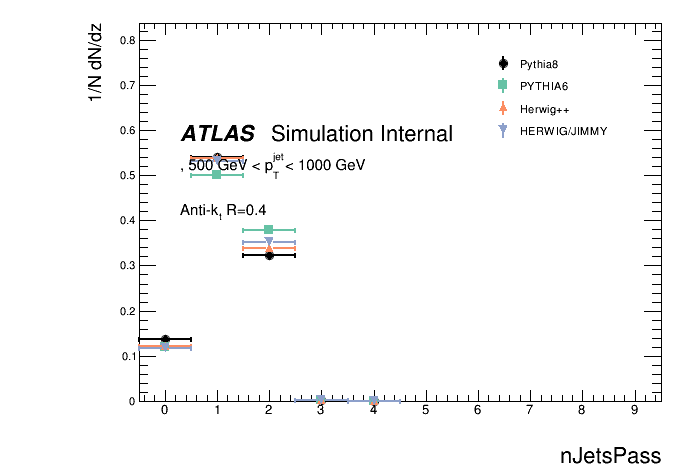 1/N dN/dz
0.8
0.7
0.6
0.5
0.4
0.3
0.2
0.1
0
Pythia8
PYTHIA6
Herwig++
HERWIG/JIMMY
ATLAS Simulation Internal
, 500 GeV < p_T^jet < 1000 GeV
Anti-k_t R=0.4
0 1 2 3 4 5 6 7 8 9
nJetsPass